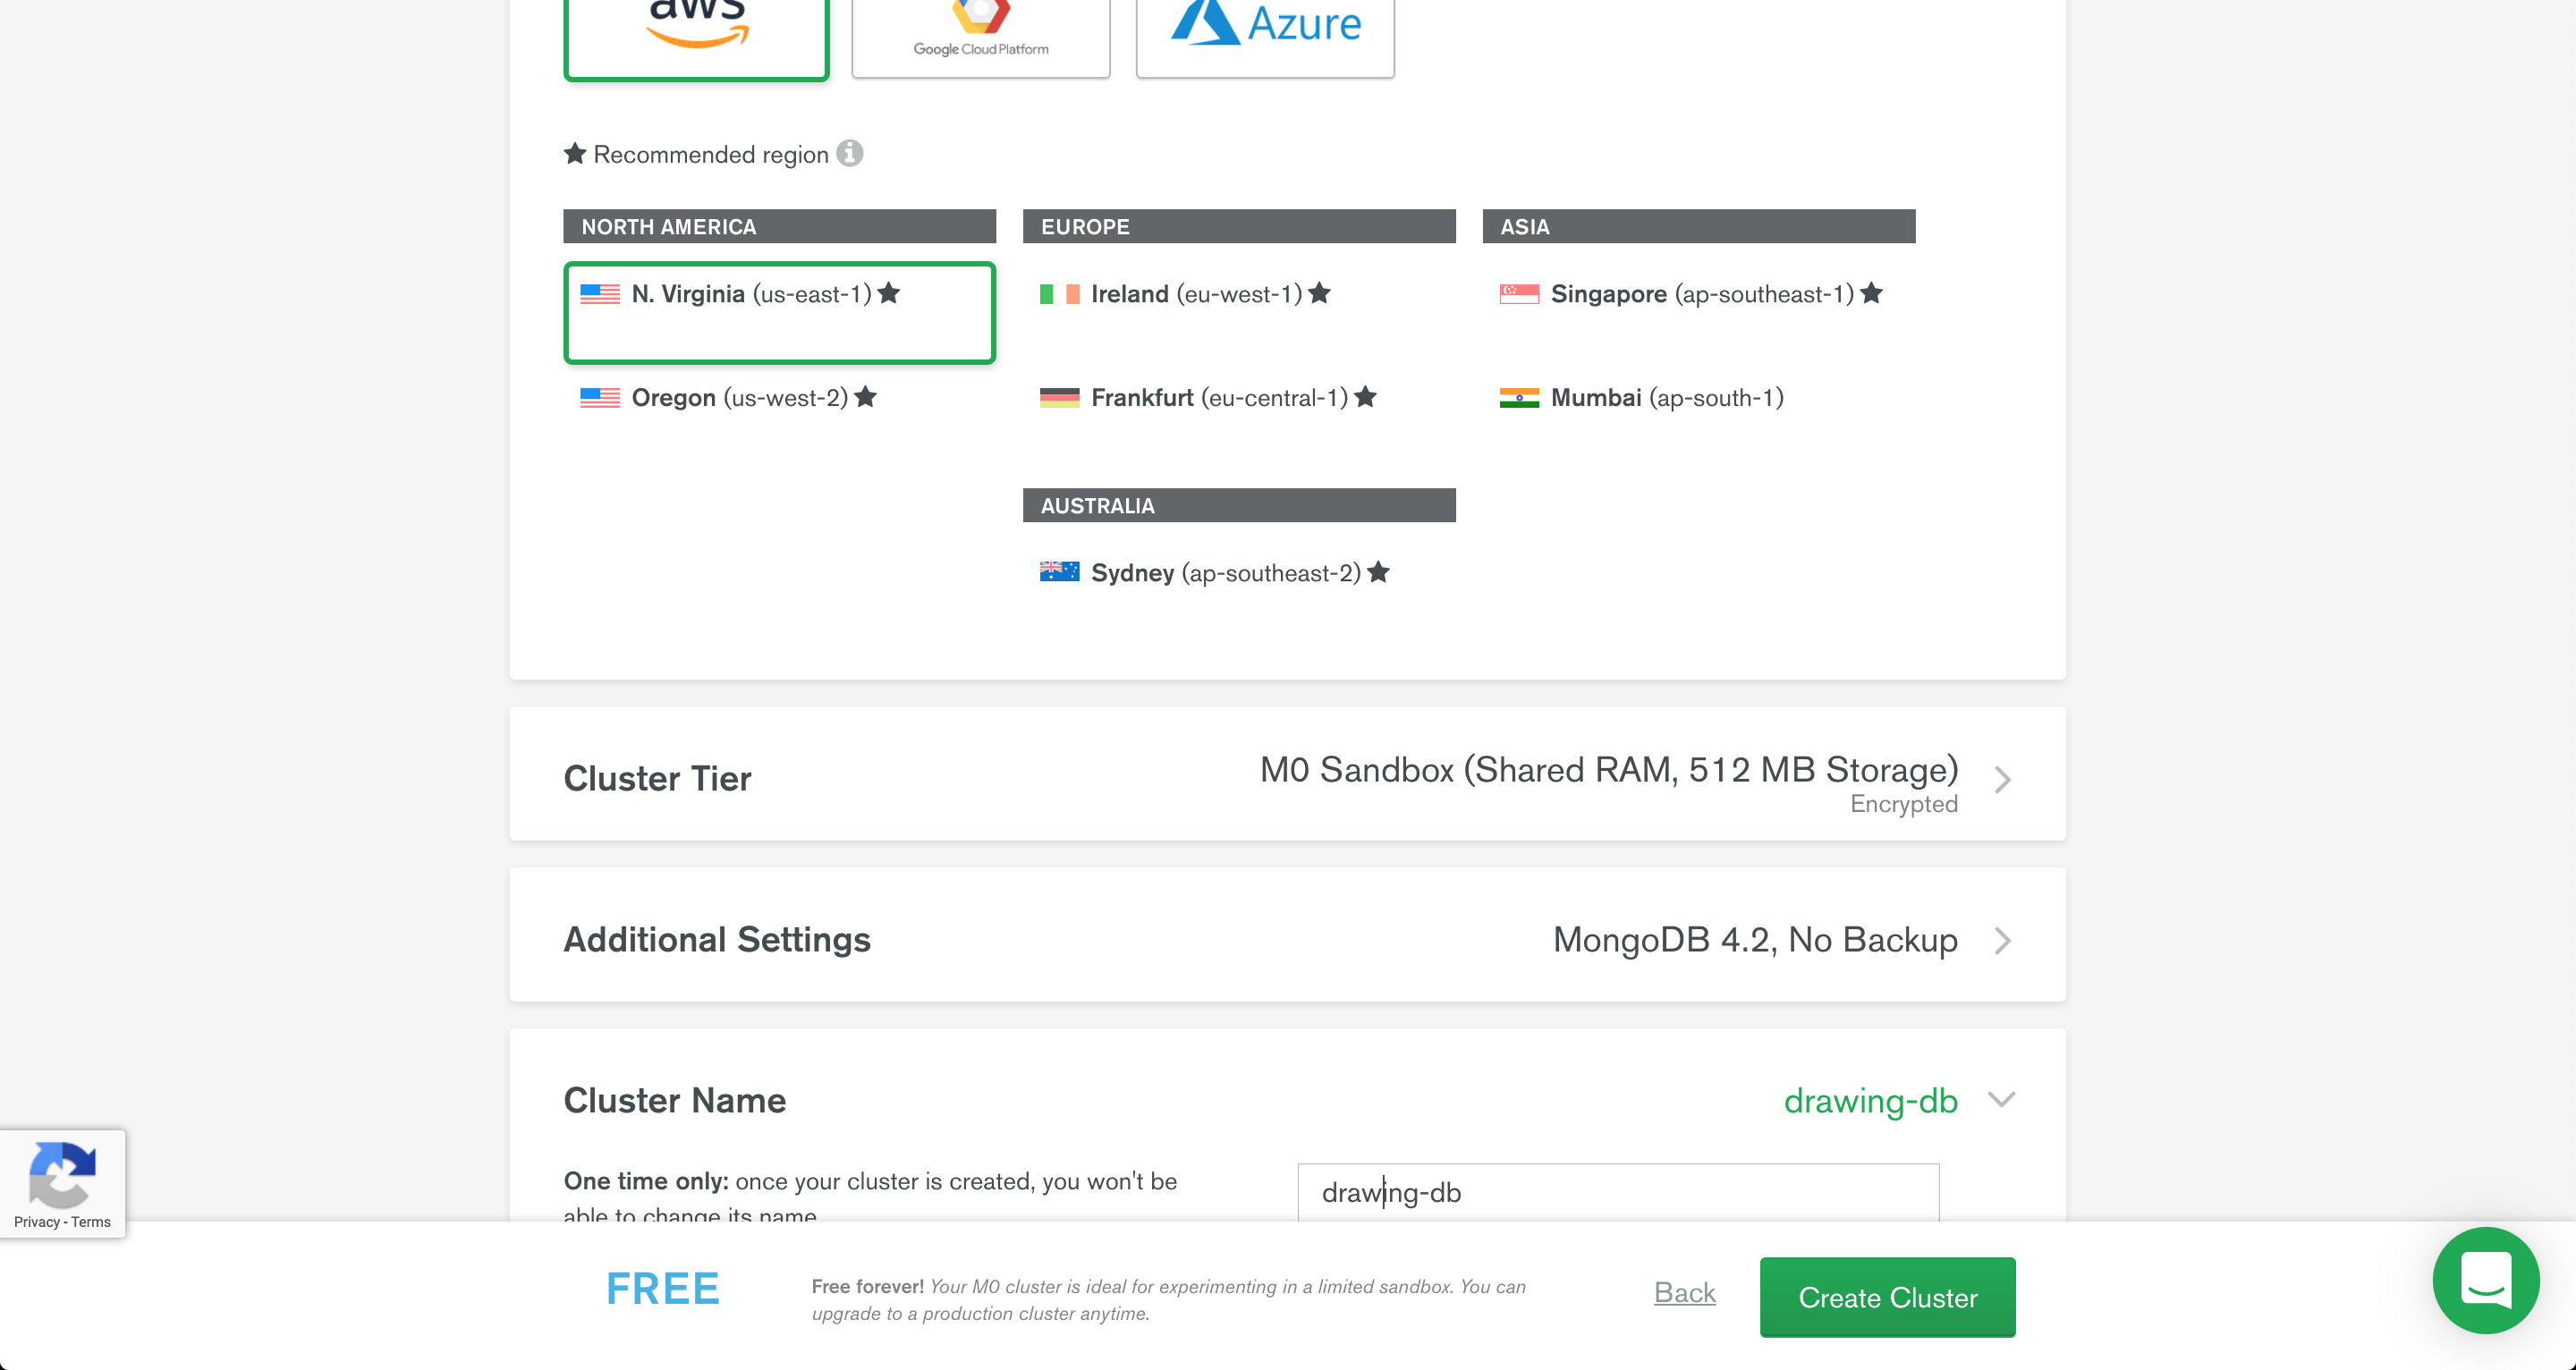 aws
Google Cloud Platform
Azure
Recommended region
NORTH AMERICA
N. Virginia (us-east-1)
Oregon (us-west-2)
EUROPE
Ireland (eu-west-1)
Frankfurt (eu-central-1)
ASIA
Singapore (ap-southeast-1)
Mumbai (ap-south-1)
AUSTRALIA
Sydney (ap-southeast-2)
Cluster Tier
M0 Sandbox (Shared RAM, 512 MB Storage)
Encrypted
Additional Settings
MongoDB 4.2, No Backup
Cluster Name
drawing-db
One time only: once your cluster is created, you won't be
able to change its name.
drawing-db
Privacy - Terms
FREE
Free forever! Your M0 cluster is ideal for experimenting in a limited sandbox. You can
upgrade to a production cluster anytime.
Back
Create Cluster